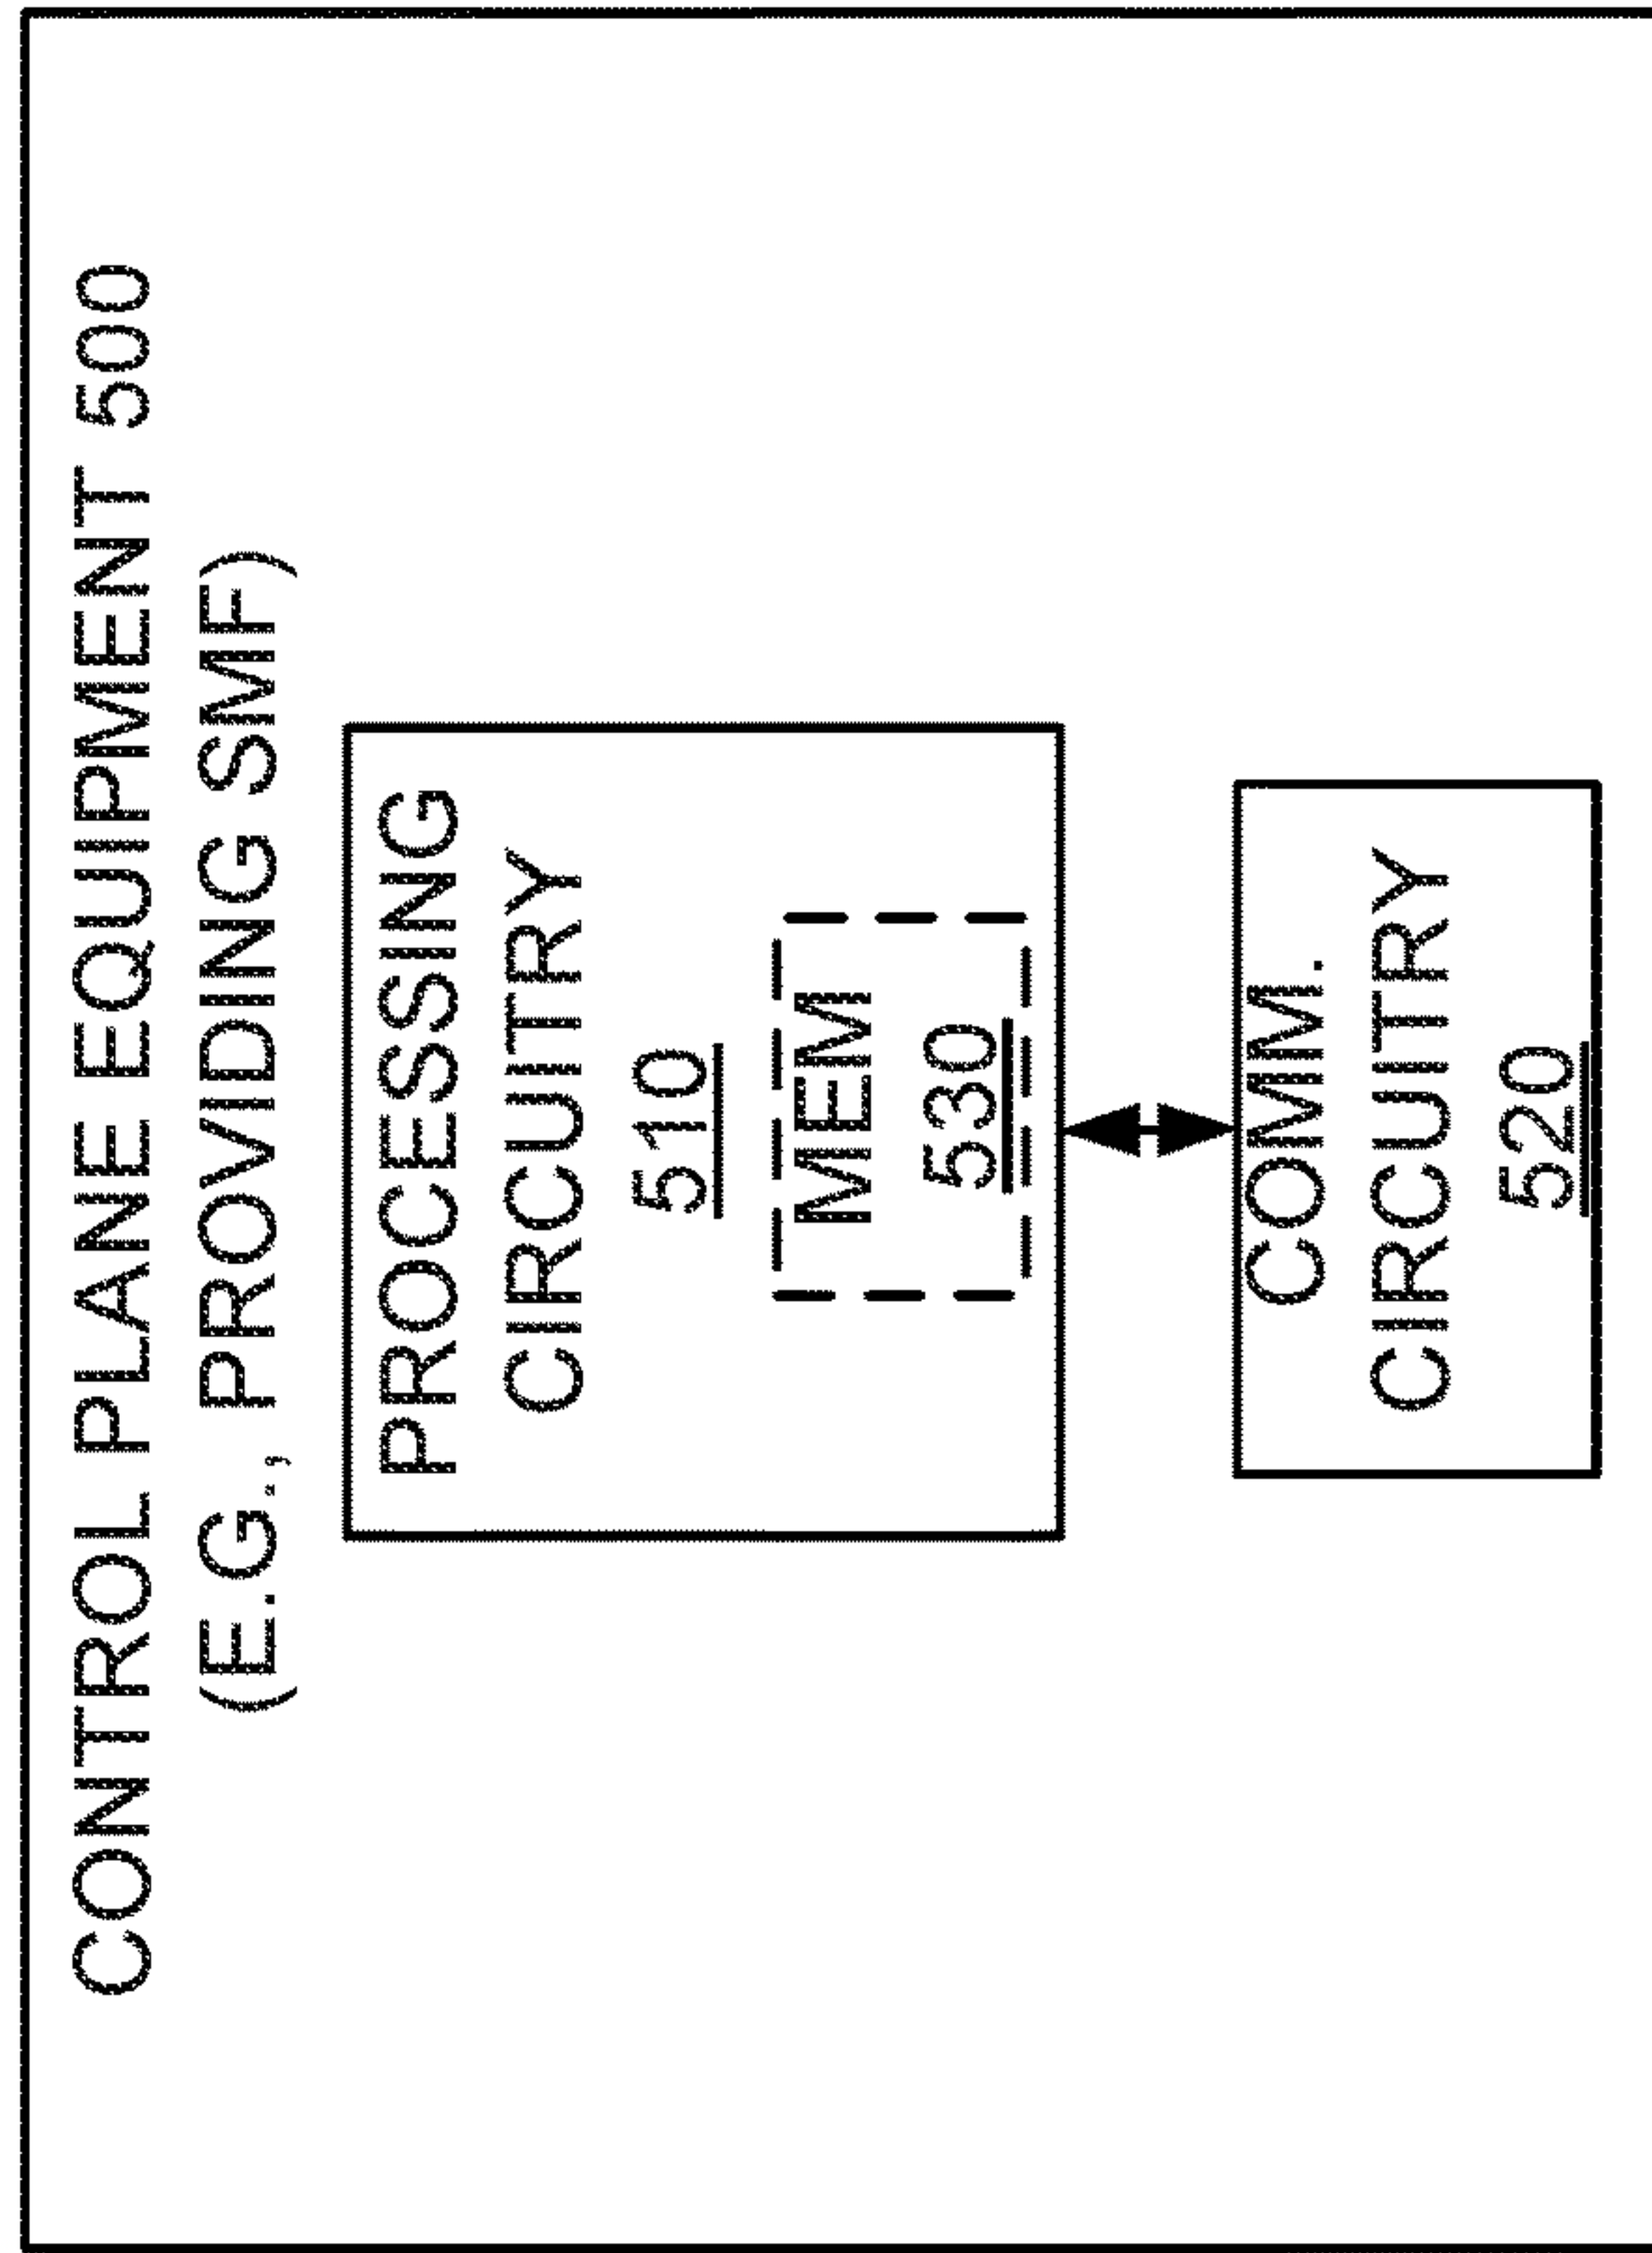 CONTROL PLANE EQUIPMENT 500
(E.G., PROVIDING SMF)
PROCESSING
CIRCUITRY
510
MEM
530
COMM.
CIRCUITRY
520